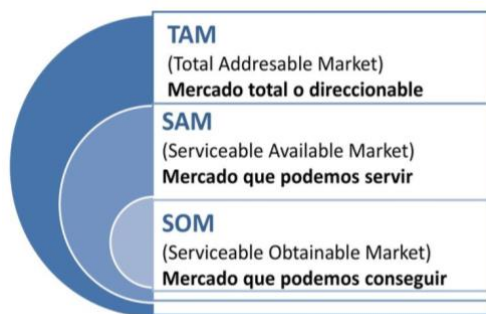 TAM
(Total Addresable Market)
Mercado total o direccionable
SAM
(Serviceable Available Market)
Mercado que podemos servir
SOM
(Serviceable Obtainable Market)
Mercado que podemos conseguir